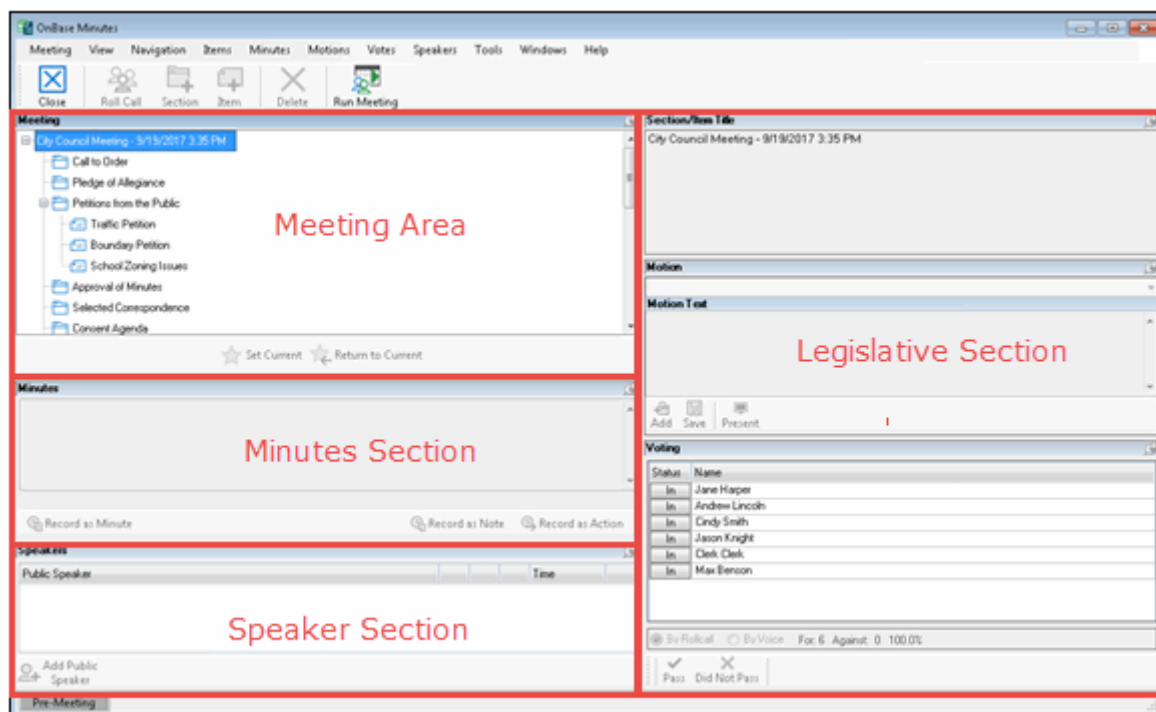 OnBase Minutes
Meeting View Navigation Items Minutes Motions Votes Speakers Tools Windows Help
Close Roll Call Section Item Delete Run Meeting
Meeting
City Council Meeting - 9/19/2017 3:35 PM
Call to Order
Pledge of Allegiance
Petitions from the Public
Traffic Petition
Boundary Petition
School Zoning Issues
Approval of Minutes
Selected Correspondence
Consent Agenda
Meeting Area
Set Current Return to Current
Minutes
Minutes Section
Record as Minute Record as Note Record as Action
Speakers
Public Speaker Time
Speaker Section
Add Public
Speaker
Section/Item Title
City Council Meeting - 9/19/2017 3:35 PM
Motion
Motion Text
Legislative Section
Add Save Present
Voting
Status Name
In Jane Harper
In Andrew Lincoln
In Cindy Smith
In Jason Knight
In Clerk Clerk
In Max Benson
By Rollcall By Voice For: 6 Against: 0 100.0%
Pass Did Not Pass
Pre-Meeting